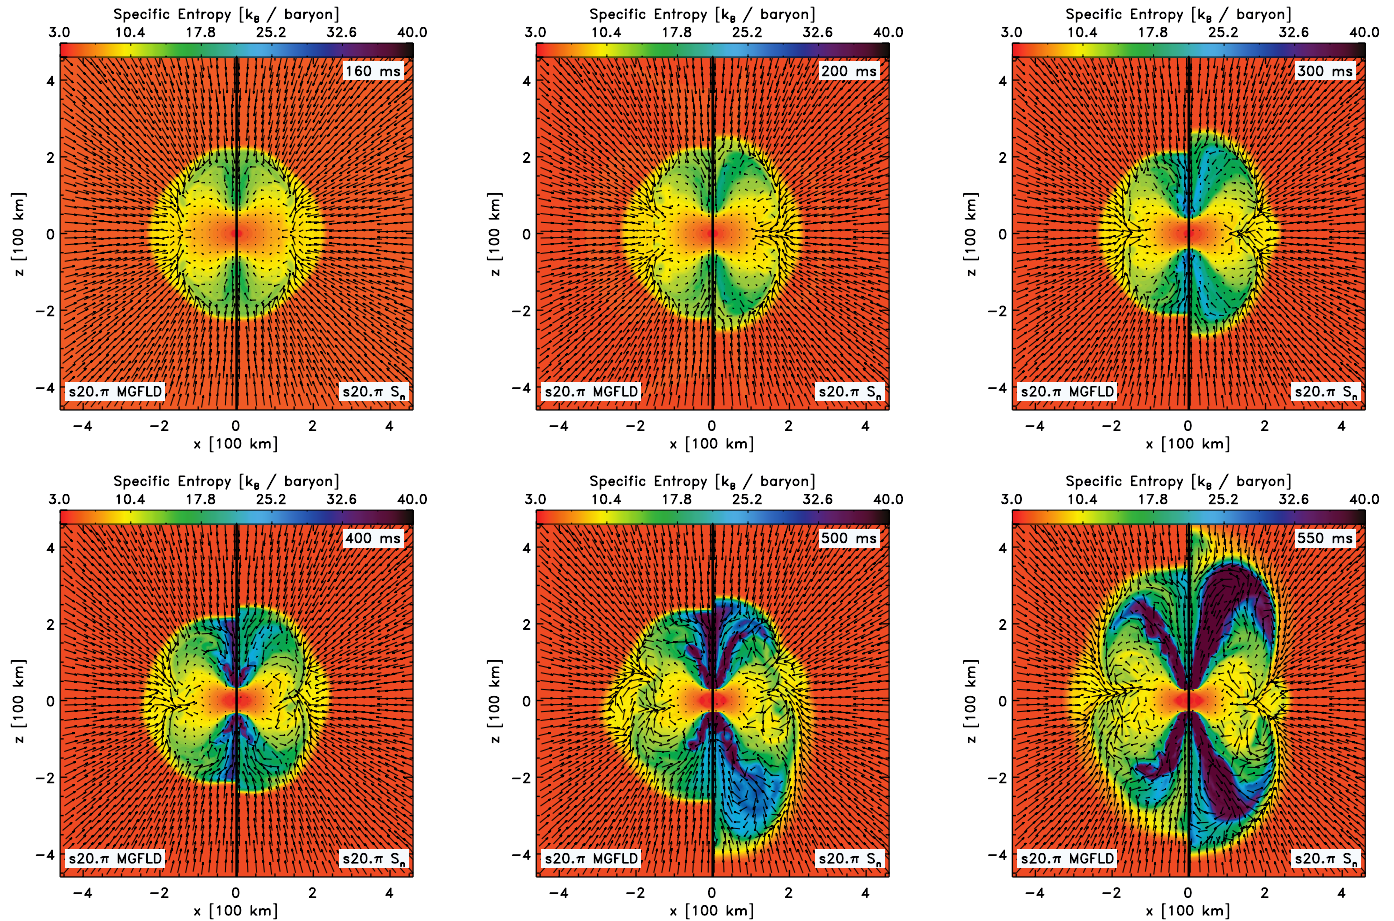 Specific Entropy [k_B / baryon]
3.0 10.4 17.8 25.2 32.6 40.0
160 ms
4
2
0
−2
−4
z [100 km]
s20.π MGFLD s20.π S_n
−4 −2 0 2 4
x [100 km]
Specific Entropy [k_B / baryon]
3.0 10.4 17.8 25.2 32.6 40.0
200 ms
4
2
0
−2
−4
z [100 km]
s20.π MGFLD s20.π S_n
−4 −2 0 2 4
x [100 km]
Specific Entropy [k_B / baryon]
3.0 10.4 17.8 25.2 32.6 40.0
300 ms
4
2
0
−2
−4
z [100 km]
s20.π MGFLD s20.π S_n
−4 −2 0 2 4
x [100 km]
Specific Entropy [k_B / baryon]
3.0 10.4 17.8 25.2 32.6 40.0
400 ms
4
2
0
−2
−4
z [100 km]
s20.π MGFLD s20.π S_n
−4 −2 0 2 4
x [100 km]
Specific Entropy [k_B / baryon]
3.0 10.4 17.8 25.2 32.6 40.0
500 ms
4
2
0
−2
−4
z [100 km]
s20.π MGFLD s20.π S_n
−4 −2 0 2 4
x [100 km]
Specific Entropy [k_B / baryon]
3.0 10.4 17.8 25.2 32.6 40.0
550 ms
4
2
0
−2
−4
z [100 km]
s20.π MGFLD s20.π S_n
−4 −2 0 2 4
x [100 km]